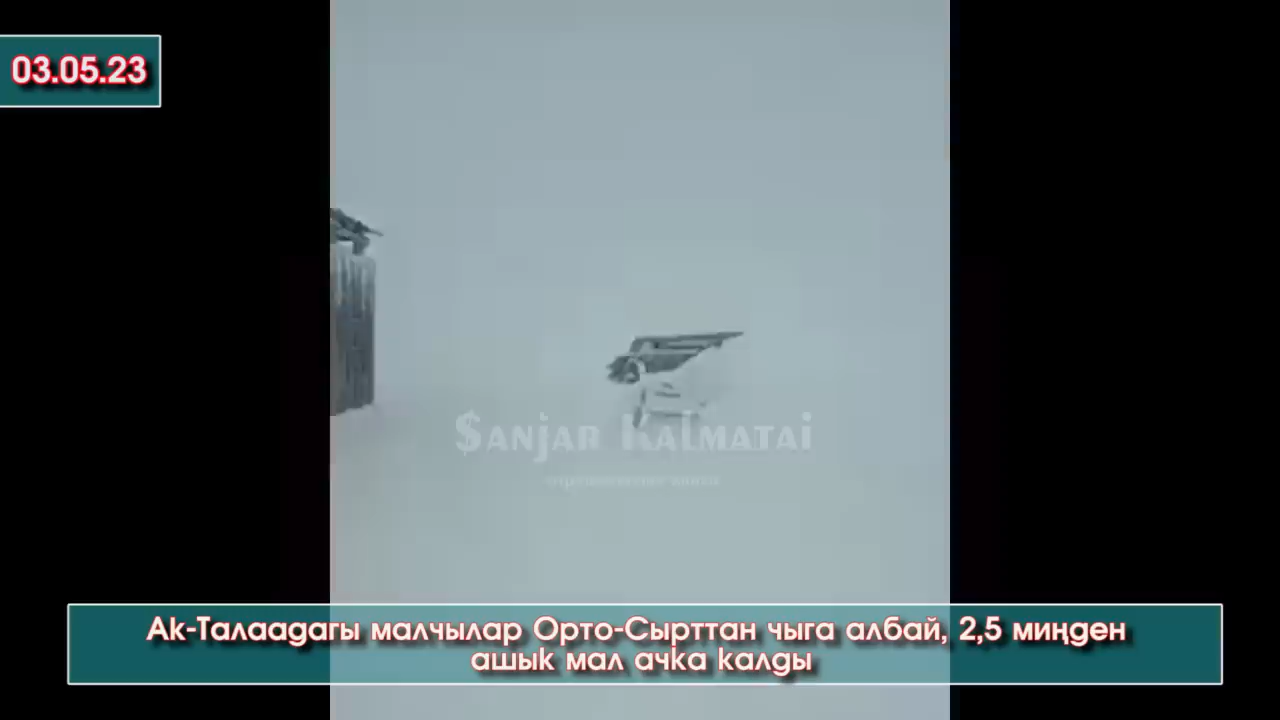 03.05.23
$anjar Kalmatai
Ак-Талаадагы малчылар Орто-Сырттан чыга албай, 2,5 миңден
ашык мал ачка калды